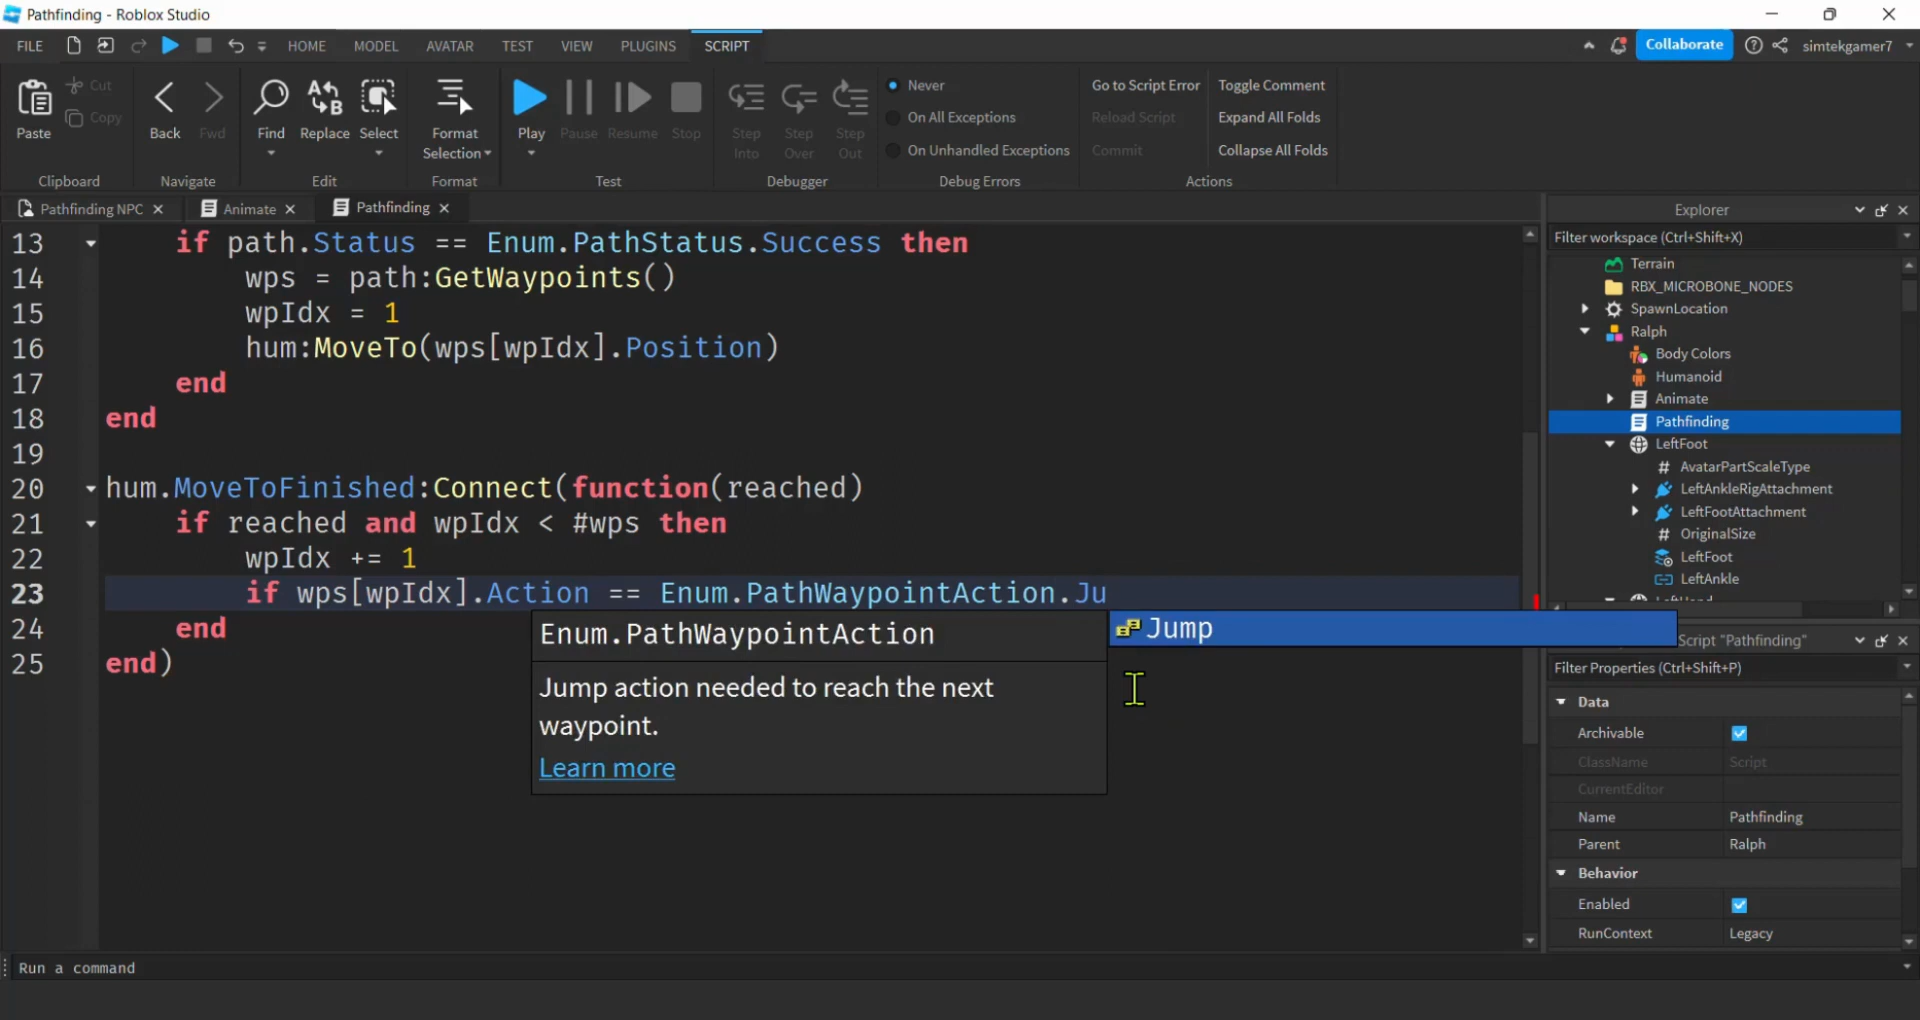 Pathfinding - Roblox Studio
FILE HOME MODEL AVATAR TEST VIEW PLUGINS SCRIPT Collaborate simtekgamer7
Paste Cut Copy Clipboard
Back Fwd Navigate
Find Replace Select Edit
Format Selection Format
Play Pause Resume Stop Test
Step Into Step Over Step Out Debugger
Never
On All Exceptions
On Unhandled Exceptions
Debug Errors
Go to Script Error Toggle Comment
Reload Script Expand All Folds
Commit Collapse All Folds
Actions
Pathfinding NPC Animate Pathfinding
13 if path.Status == Enum.PathStatus.Success then
14 wps = path:GetWaypoints()
15 wpIdx = 1
16 hum:MoveTo(wps[wpIdx].Position)
17 end
18 end
19
20 hum.MoveToFinished:Connect(function(reached)
21 if reached and wpIdx < #wps then
22 wpIdx += 1
23 if wps[wpIdx].Action == Enum.PathWaypointAction.Ju
24 end
25 end)
Enum.PathWaypointAction
Jump action needed to reach the next
waypoint.
Learn more
Jump
Explorer
Filter workspace (Ctrl+Shift+X)
Terrain
RBX_MICROBONE_NODES
SpawnLocation
Ralph
Body Colors
Humanoid
Animate
Pathfinding
LeftFoot
AvatarPartScaleType
LeftAnkleRigAttachment
LeftFootAttachment
OriginalSize
LeftFoot
LeftAnkle
Script "Pathfinding"
Filter Properties (Ctrl+Shift+P)
Data
Archivable
ClassName Script
CurrentEditor
Name Pathfinding
Parent Ralph
Behavior
Enabled
RunContext Legacy
Run a command